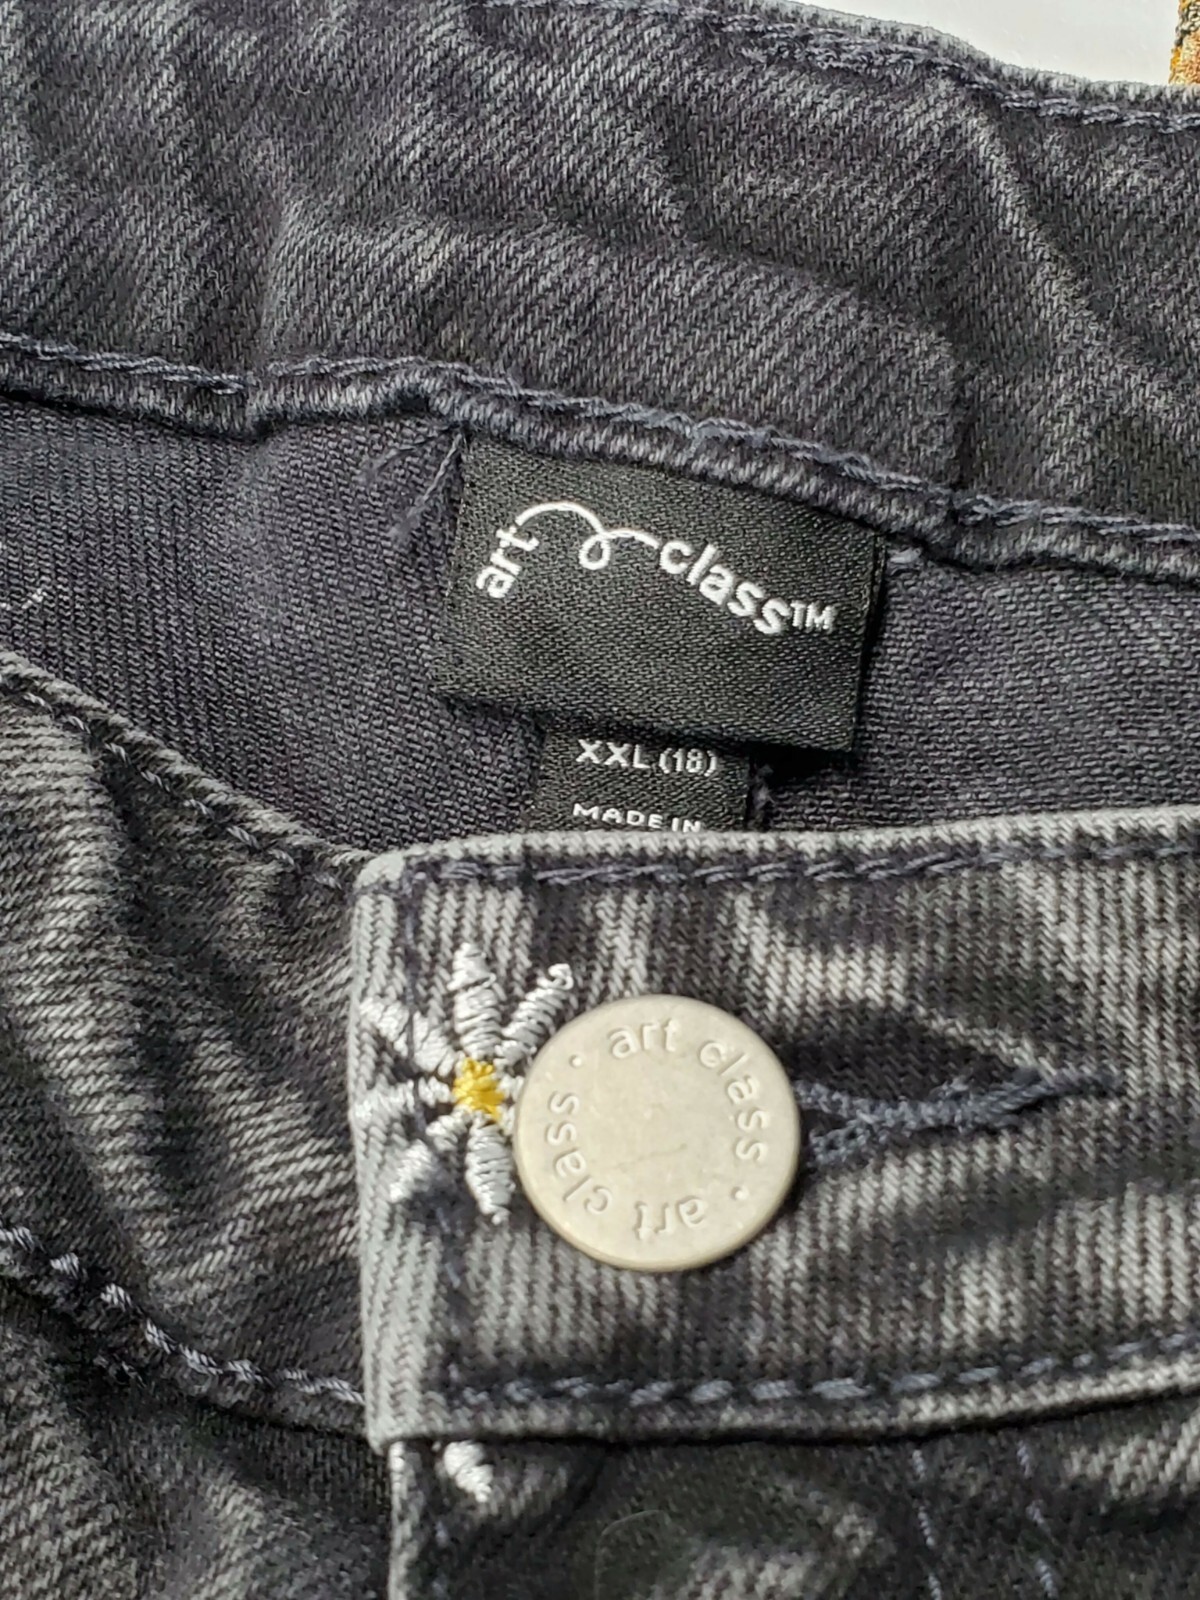 art class™
XXL (18)
MADE IN
art class · art class ·